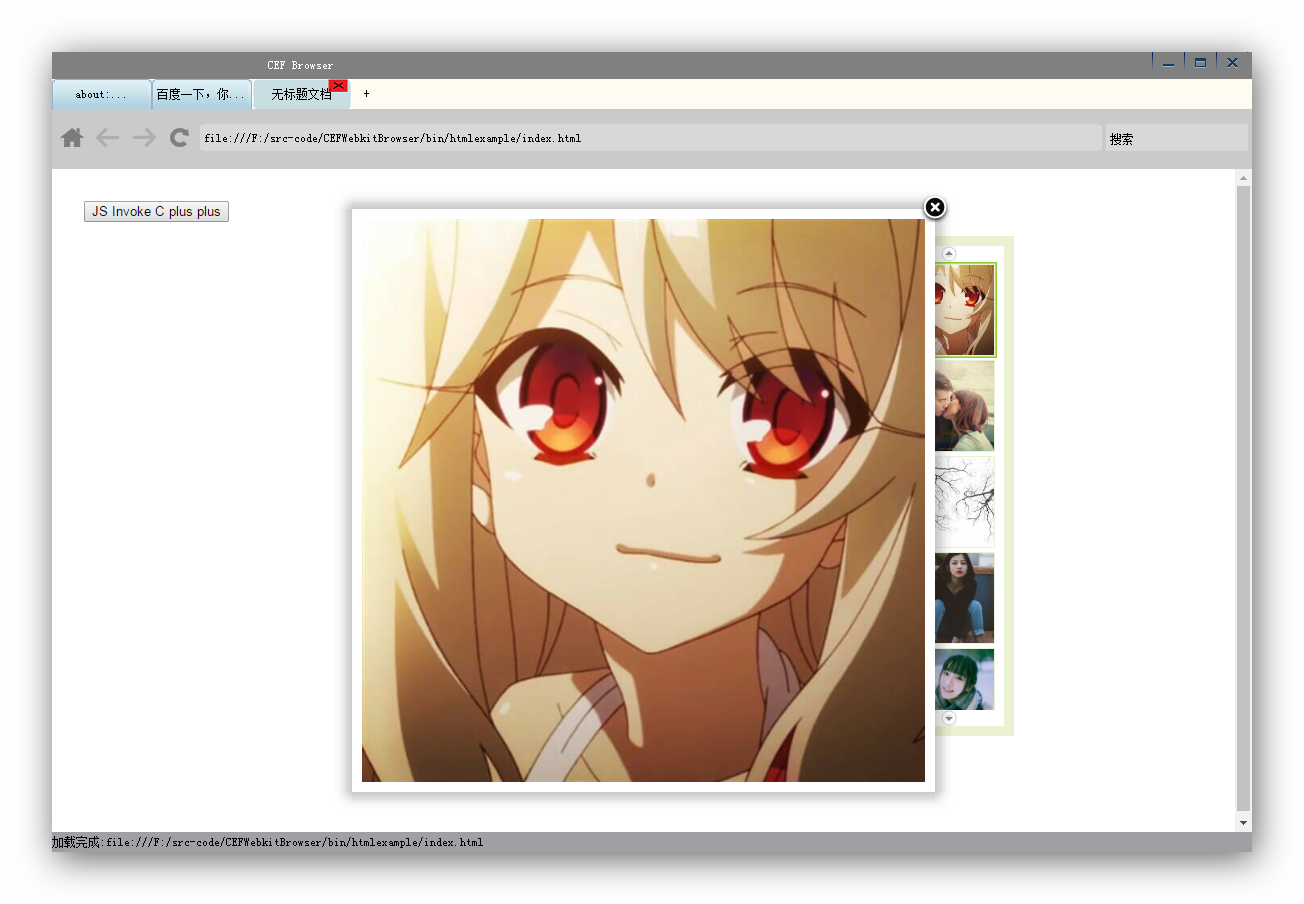 CEF Browser
about:...
百度一下，你...
无标题文档
+
file:///F:/src-code/CEFWebkitBrowser/bin/htmlexample/index.html
搜索
JS Invoke C plus plus
加载完成:file:///F:/src-code/CEFWebkitBrowser/bin/htmlexample/index.html